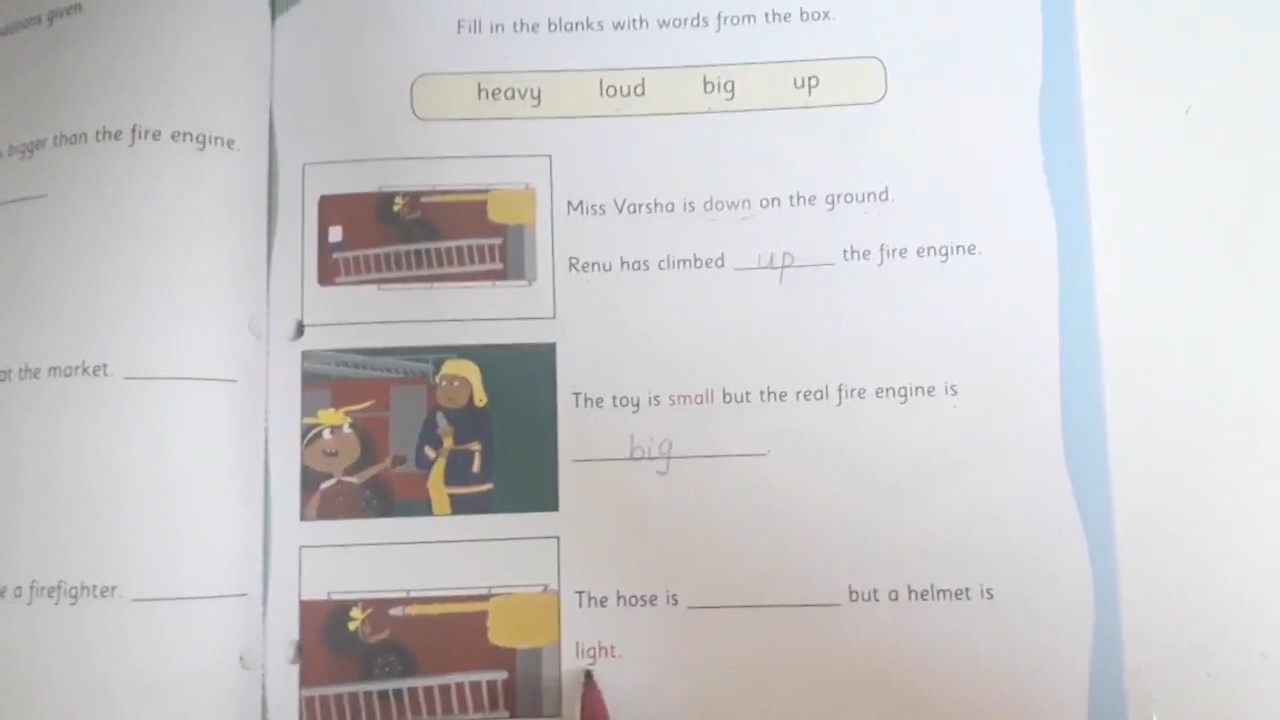 given
Fill in the blanks with words from the box.
heavy loud big up
bigger than the fire engine.
Miss Varsha is down on the ground.
Renu has climbed up the fire engine.
at the market.
The toy is small but the real fire engine is
big
a firefighter.
The hose is ____________ but a helmet is
light.